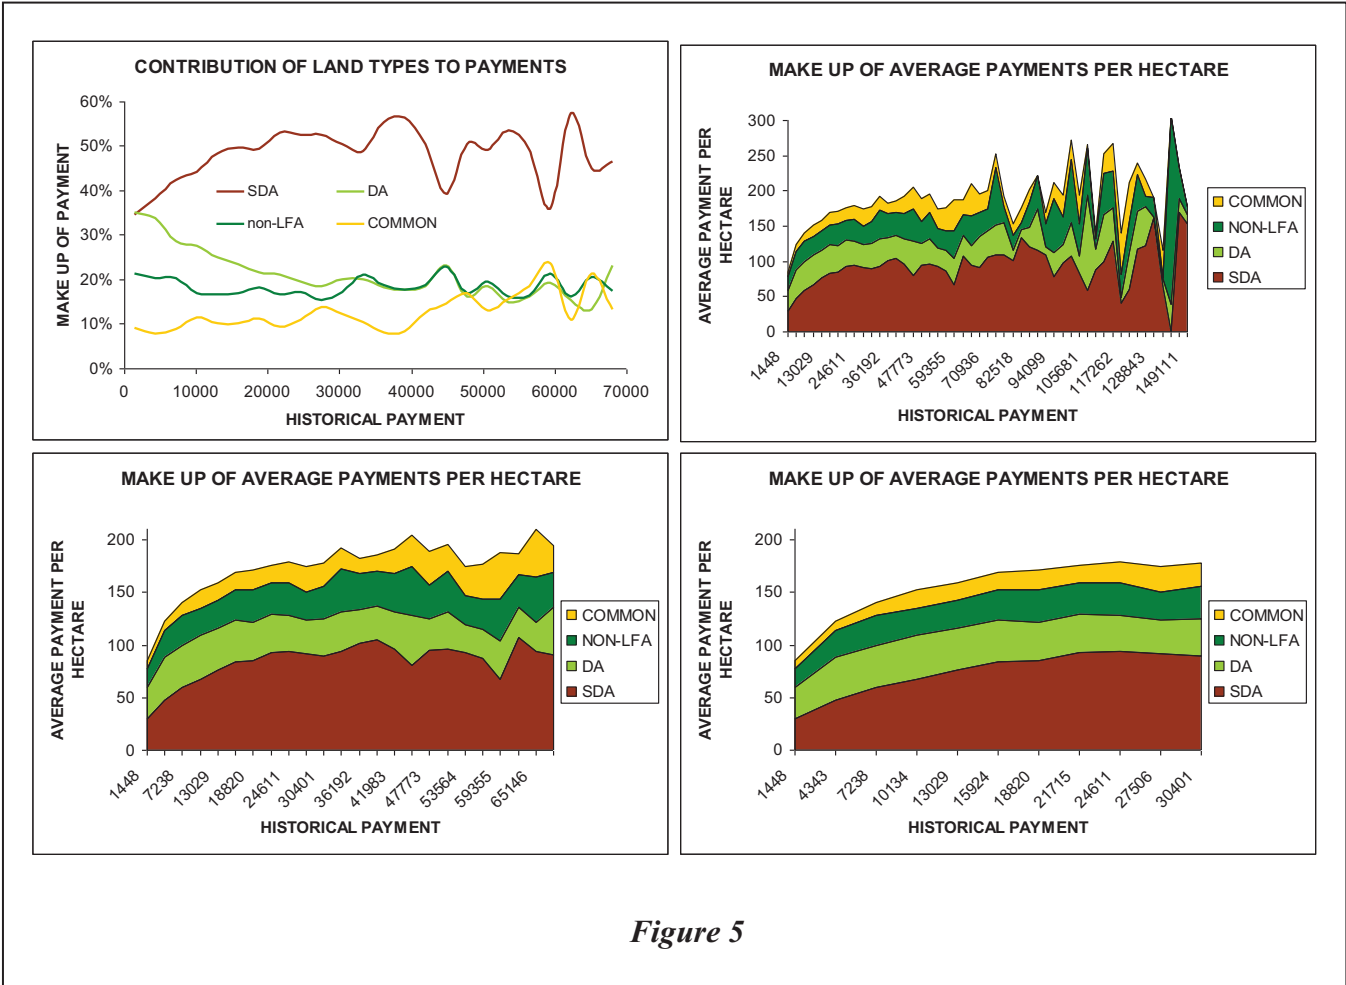 CONTRIBUTION OF LAND TYPES TO PAYMENTS
MAKE UP OF PAYMENT
60%
50%
40%
30%
20%
10%
0%
SDA
DA
non-LFA
COMMON
0
10000
20000
30000
40000
50000
60000
70000
HISTORICAL PAYMENT
MAKE UP OF AVERAGE PAYMENTS PER HECTARE
AVERAGE PAYMENT PER
HECTARE
300
250
200
150
100
50
0
1448
13029
24611
36192
47773
59355
70936
82518
94099
105681
117262
128843
149111
HISTORICAL PAYMENT
COMMON
NON-LFA
DA
SDA
MAKE UP OF AVERAGE PAYMENTS PER HECTARE
AVERAGE PAYMENT PER
HECTARE
200
150
100
50
0
1448
7238
13029
18820
24611
30401
36192
41983
47773
53564
59355
65146
HISTORICAL PAYMENT
COMMON
NON-LFA
DA
SDA
MAKE UP OF AVERAGE PAYMENTS PER HECTARE
AVERAGE PAYMENT PER
HECTARE
200
150
100
50
0
1448
4343
7238
10134
13029
15924
18820
21715
24611
27506
30401
HISTORICAL PAYMENT
COMMON
NON-LFA
DA
SDA
Figure 5